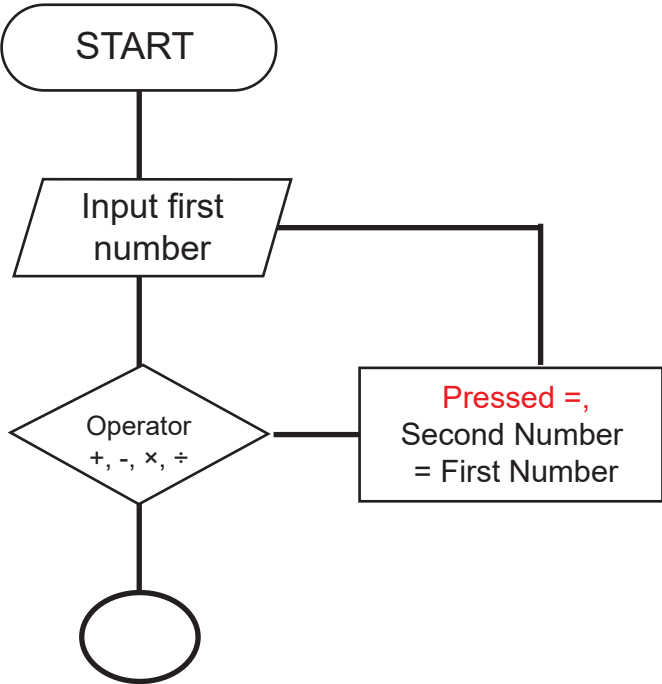 START
Input first
number
Operator
+, -, ×, ÷
Pressed =,
Second Number
= First Number